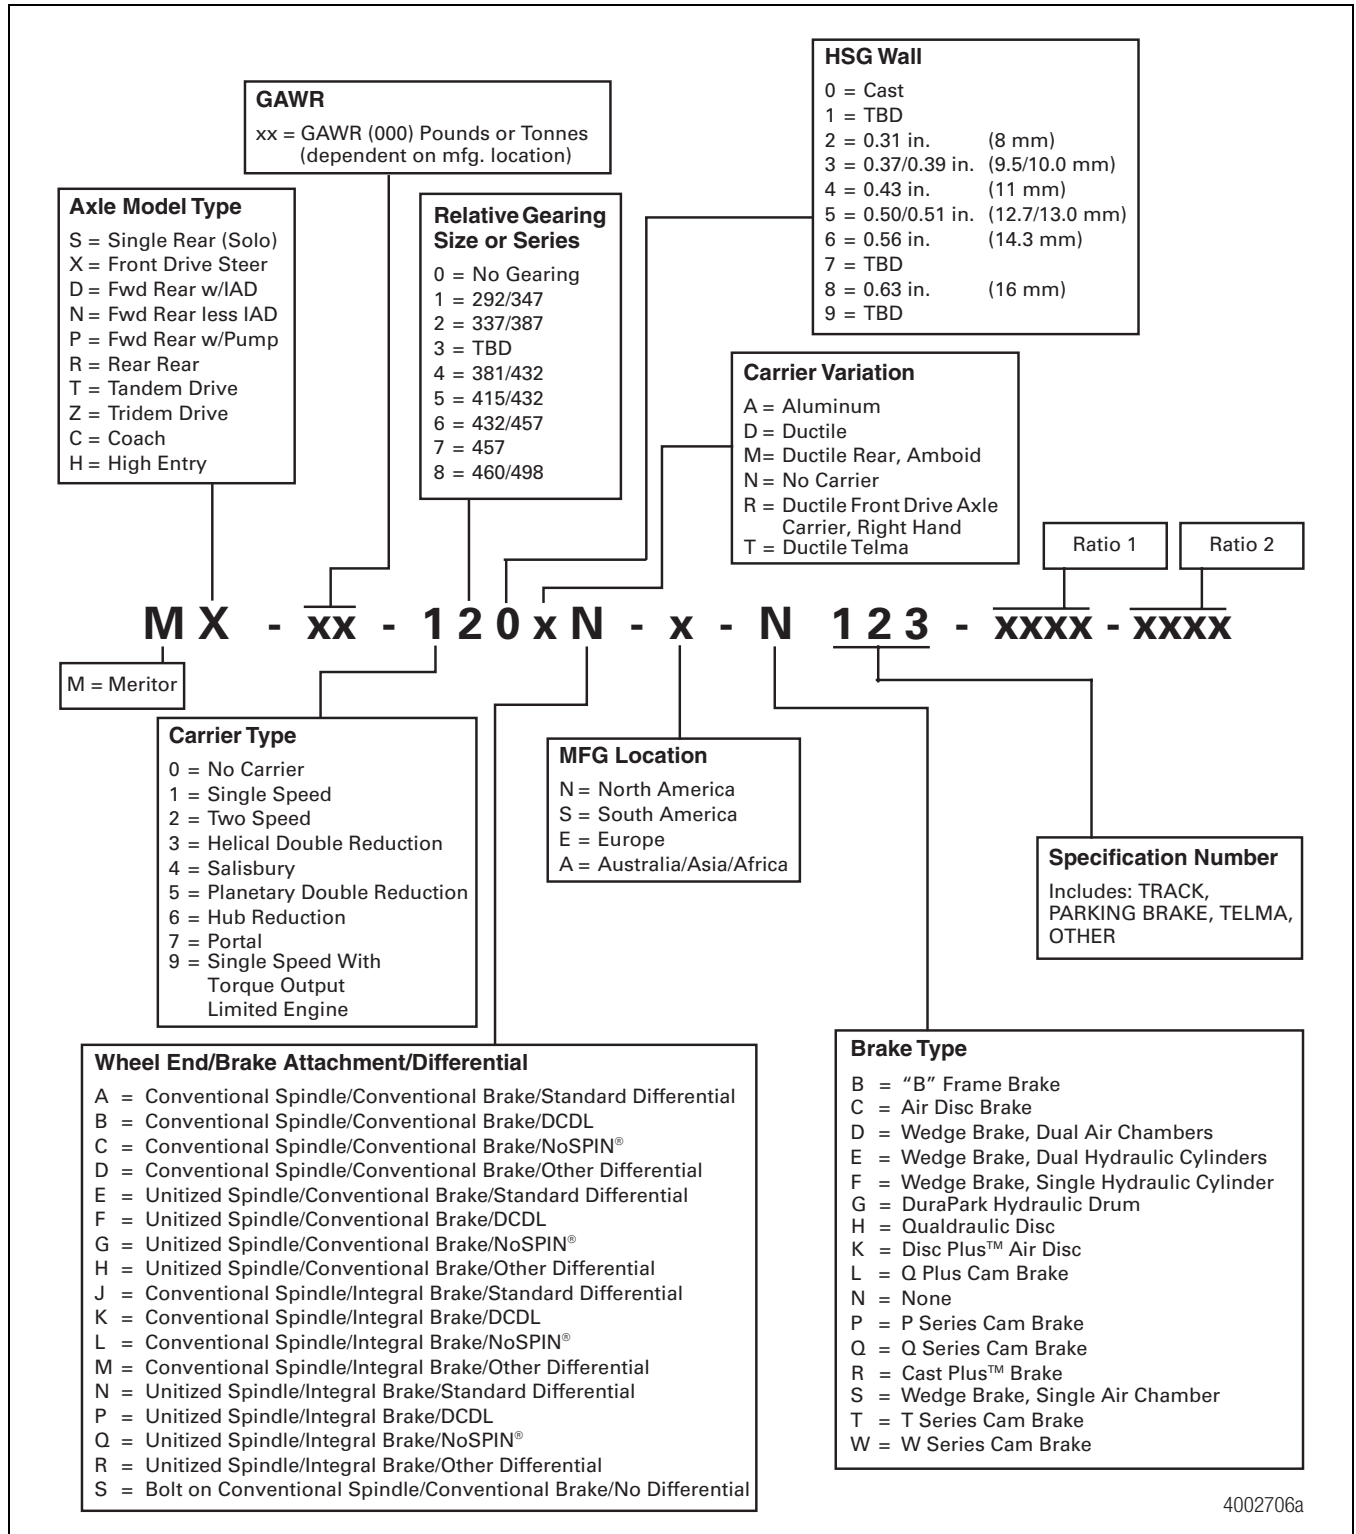 HSG Wall
0 = Cast
1 = TBD
2 = 0.31 in. (8 mm)
3 = 0.37/0.39 in. (9.5/10.0 mm)
4 = 0.43 in. (11 mm)
5 = 0.50/0.51 in. (12.7/13.0 mm)
6 = 0.56 in. (14.3 mm)
7 = TBD
8 = 0.63 in. (16 mm)
9 = TBD
GAWR
xx = GAWR (000) Pounds or Tonnes
(dependent on mfg. location)
Axle Model Type
S = Single Rear (Solo)
X = Front Drive Steer
D = Fwd Rear w/IAD
N = Fwd Rear less IAD
P = Fwd Rear w/Pump
R = Rear Rear
T = Tandem Drive
Z = Tridem Drive
C = Coach
H = High Entry
Relative Gearing
Size or Series
0 = No Gearing
1 = 292/347
2 = 337/387
3 = TBD
4 = 381/432
5 = 415/432
6 = 432/457
7 = 457
8 = 460/498
Carrier Variation
A = Aluminum
D = Ductile
M= Ductile Rear, Amboid
N = No Carrier
R = Ductile Front Drive Axle
Carrier, Right Hand
T = Ductile Telma
Ratio 1
Ratio 2
M X - xx - 1 2 0 x N - x - N 1 2 3 - xxxx - xxxx
M = Meritor
Carrier Type
0 = No Carrier
1 = Single Speed
2 = Two Speed
3 = Helical Double Reduction
4 = Salisbury
5 = Planetary Double Reduction
6 = Hub Reduction
7 = Portal
9 = Single Speed With
Torque Output
Limited Engine
MFG Location
N = North America
S = South America
E = Europe
A = Australia/Asia/Africa
Specification Number
Includes: TRACK,
PARKING BRAKE, TELMA,
OTHER
Wheel End/Brake Attachment/Differential
A = Conventional Spindle/Conventional Brake/Standard Differential
B = Conventional Spindle/Conventional Brake/DCDL
C = Conventional Spindle/Conventional Brake/NoSPIN®
D = Conventional Spindle/Conventional Brake/Other Differential
E = Unitized Spindle/Conventional Brake/Standard Differential
F = Unitized Spindle/Conventional Brake/DCDL
G = Unitized Spindle/Conventional Brake/NoSPIN®
H = Unitized Spindle/Conventional Brake/Other Differential
J = Conventional Spindle/Integral Brake/Standard Differential
K = Conventional Spindle/Integral Brake/DCDL
L = Conventional Spindle/Integral Brake/NoSPIN®
M = Conventional Spindle/Integral Brake/Other Differential
N = Unitized Spindle/Integral Brake/Standard Differential
P = Unitized Spindle/Integral Brake/DCDL
Q = Unitized Spindle/Integral Brake/NoSPIN®
R = Unitized Spindle/Integral Brake/Other Differential
S = Bolt on Conventional Spindle/Conventional Brake/No Differential
Brake Type
B = “B” Frame Brake
C = Air Disc Brake
D = Wedge Brake, Dual Air Chambers
E = Wedge Brake, Dual Hydraulic Cylinders
F = Wedge Brake, Single Hydraulic Cylinder
G = DuraPark Hydraulic Drum
H = Qualdraulic Disc
K = Disc Plus™ Air Disc
L = Q Plus Cam Brake
N = None
P = P Series Cam Brake
Q = Q Series Cam Brake
R = Cast Plus™ Brake
S = Wedge Brake, Single Air Chamber
T = T Series Cam Brake
W = W Series Cam Brake
4002706a